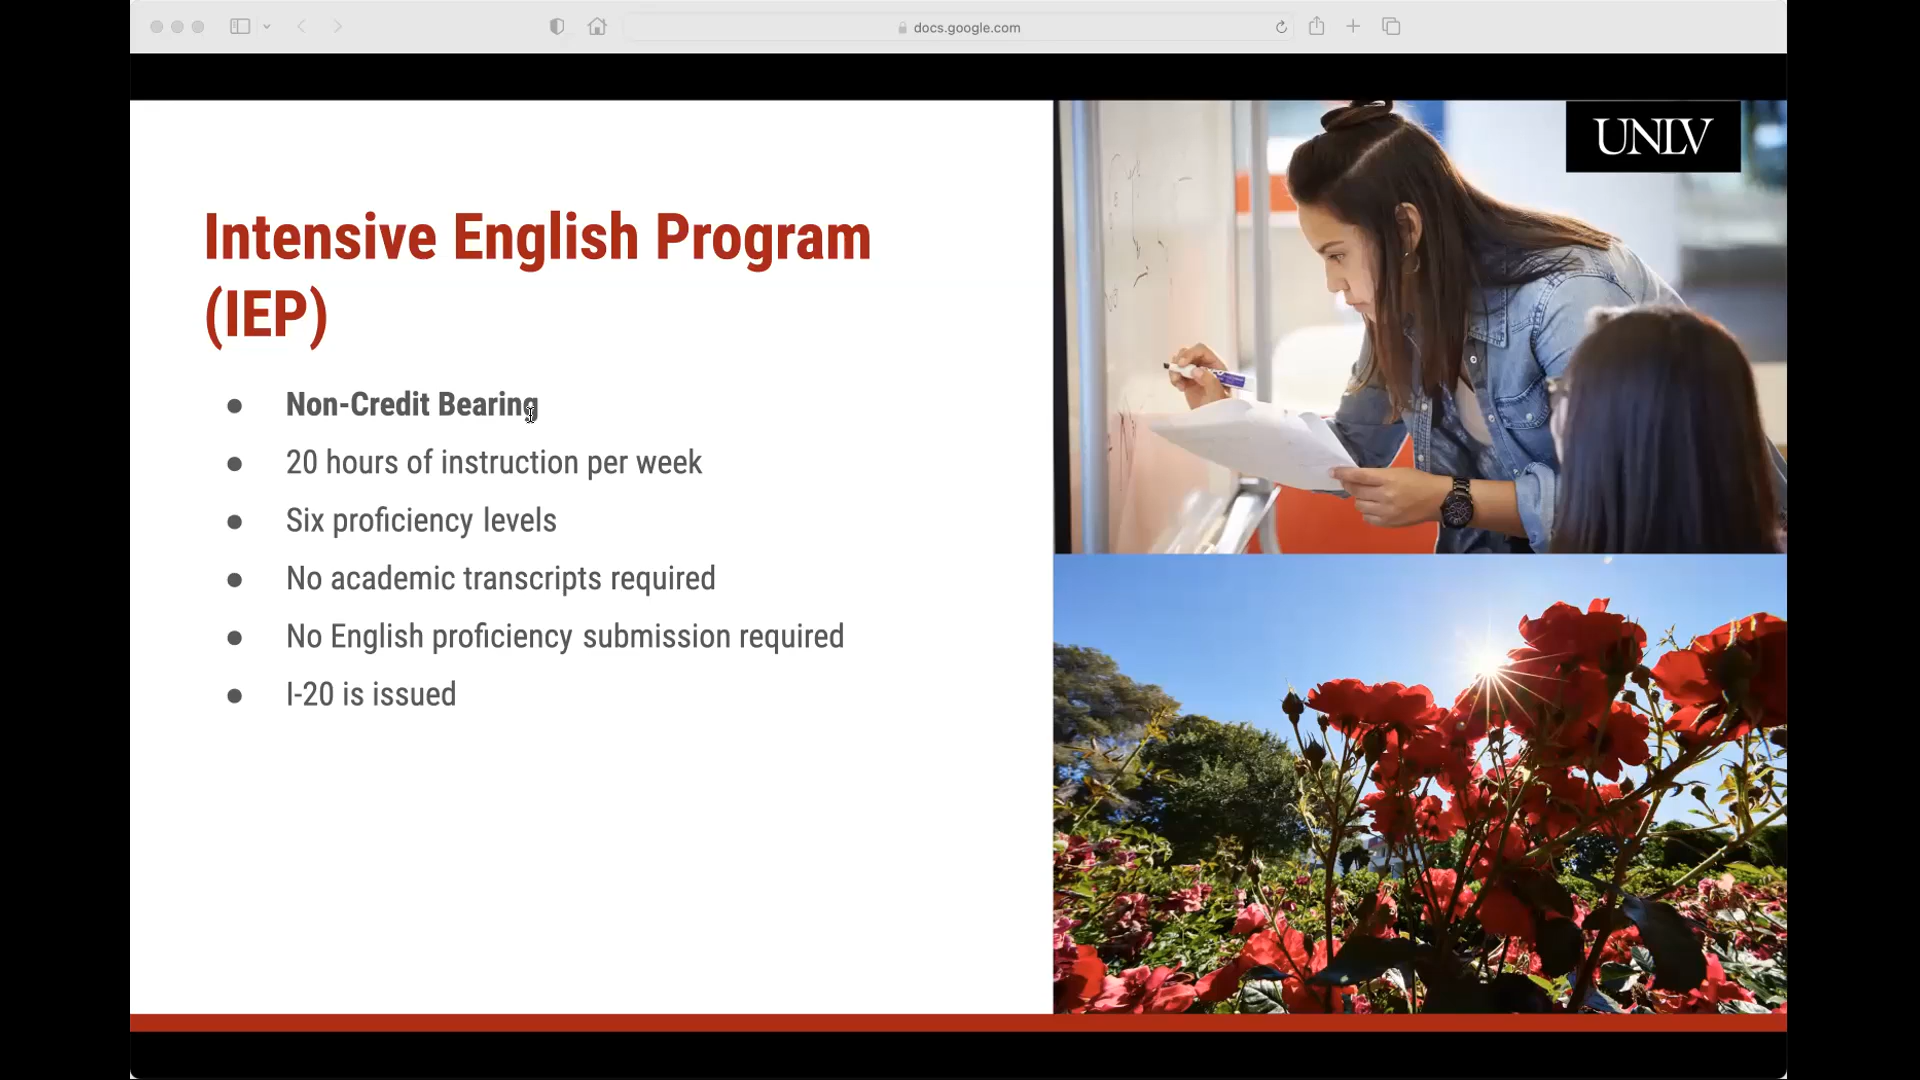 docs.google.com
UNLV
Intensive English Program
(IEP)
● Non-Credit Bearing
● 20 hours of instruction per week
● Six proficiency levels
● No academic transcripts required
● No English proficiency submission required
● I-20 is issued